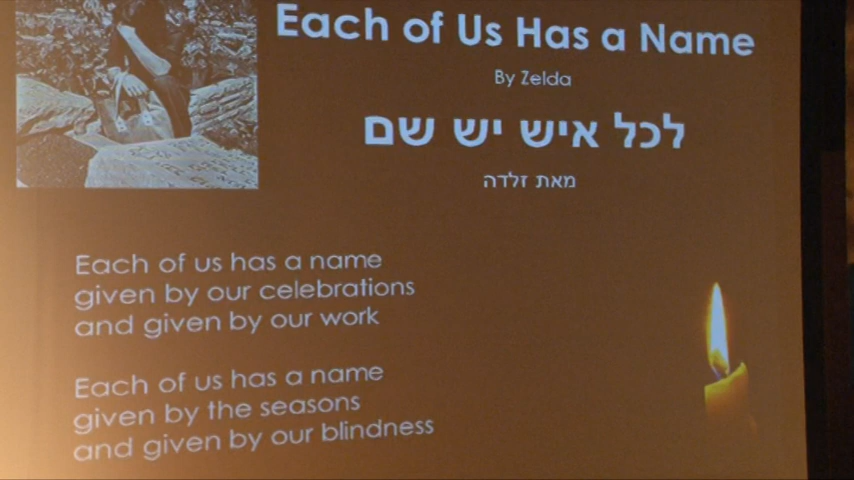 Each of Us Has a Name
By Zelda
לכל איש יש שם
מאת זלדה
Each of us has a name
given by our celebrations
and given by our work
Each of us has a name
given by the seasons
and given by our blindness